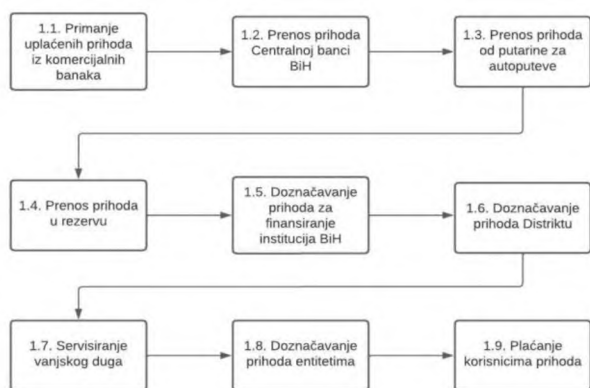 1.1. Primanje
uplaćenih prihoda
iz komercijalnih
banaka
1.2. Prenos prihoda
Centralnoj banci
BiH
1.3. Prenos prihoda
od putarine za
autoputeve
1.4. Prenos prihoda
u rezervu
1.5. Doznačavanje
prihoda za
finansiranje
institucija BiH
1.6. Doznačavanje
prihoda Distriktu
1.7. Servisiranje
vanjskog duga
1.8. Doznačavanje
prihoda entitetima
1.9. Plaćanje
korisnicima prihoda